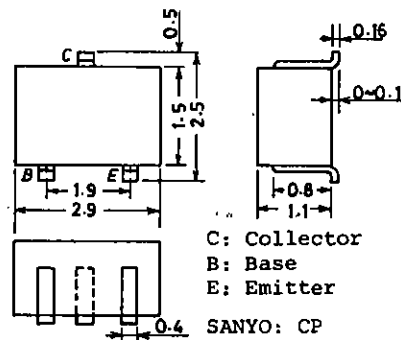 0.5
C
0.16
1.5
2.5
0~0.1
B
E
1.9
2.9
0.8
1.1
C: Collector
B: Base
E: Emitter
0.4
SANYO: CP